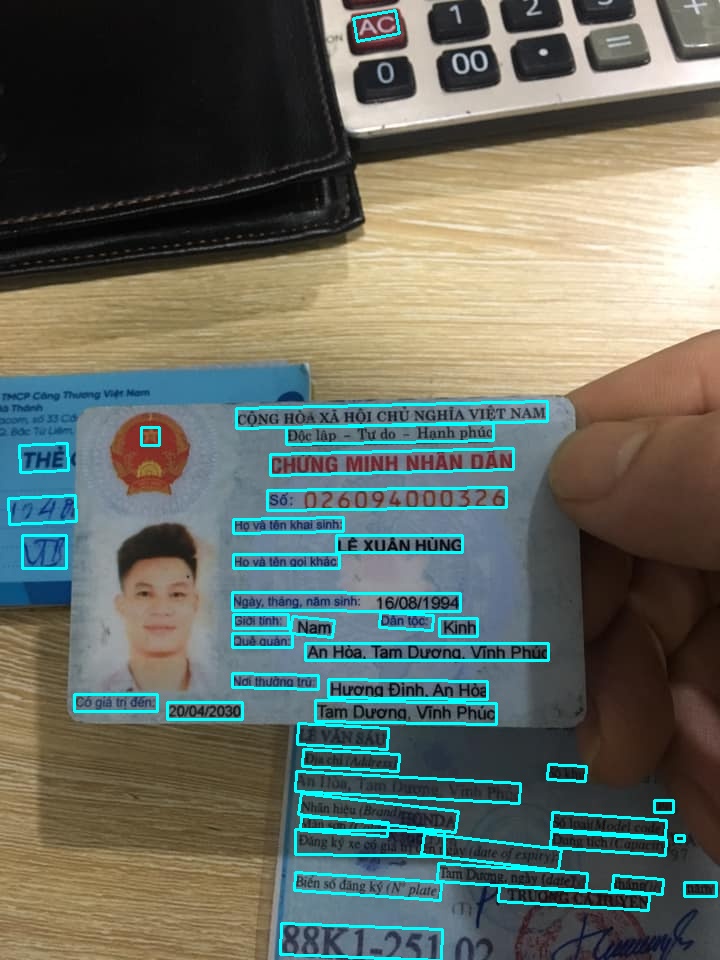 AC 1 2 3 +
0 00 • =
TMCP Công Thương Việt Nam
THẺ
CỘNG HÒA XÃ HỘI CHỦ NGHĨA VIỆT NAM
Độc lập - Tự do - Hạnh phúc
CHỨNG MINH NHÂN DÂN
Số: 026094000326
Họ và tên khai sinh:
LÊ XUÂN HÙNG
Họ và tên gọi khác
Ngày, tháng, năm sinh: 16/08/1994
Giới tính: Nam Dân tộc: Kinh
Quê quán:
An Hòa, Tam Dương, Vĩnh Phúc
Nơi thường trú:
Hương Đình, An Hòa
Tam Dương, Vĩnh Phúc
Có giá trị đến: 20/04/2030
LÊ VĂN SÁU
Địa chỉ (Address)
An Hòa, Tam Dương, Vĩnh Phúc
Nhãn hiệu (Brand) HONDA Số loại (Model code)
Dung tích (Capacity)
Đăng ký xe có giá trị đến ngày (date of expiry)
Tam Dương, ngày (date) tháng năm
Biển số đăng ký (N° plate)
88K1-251 02